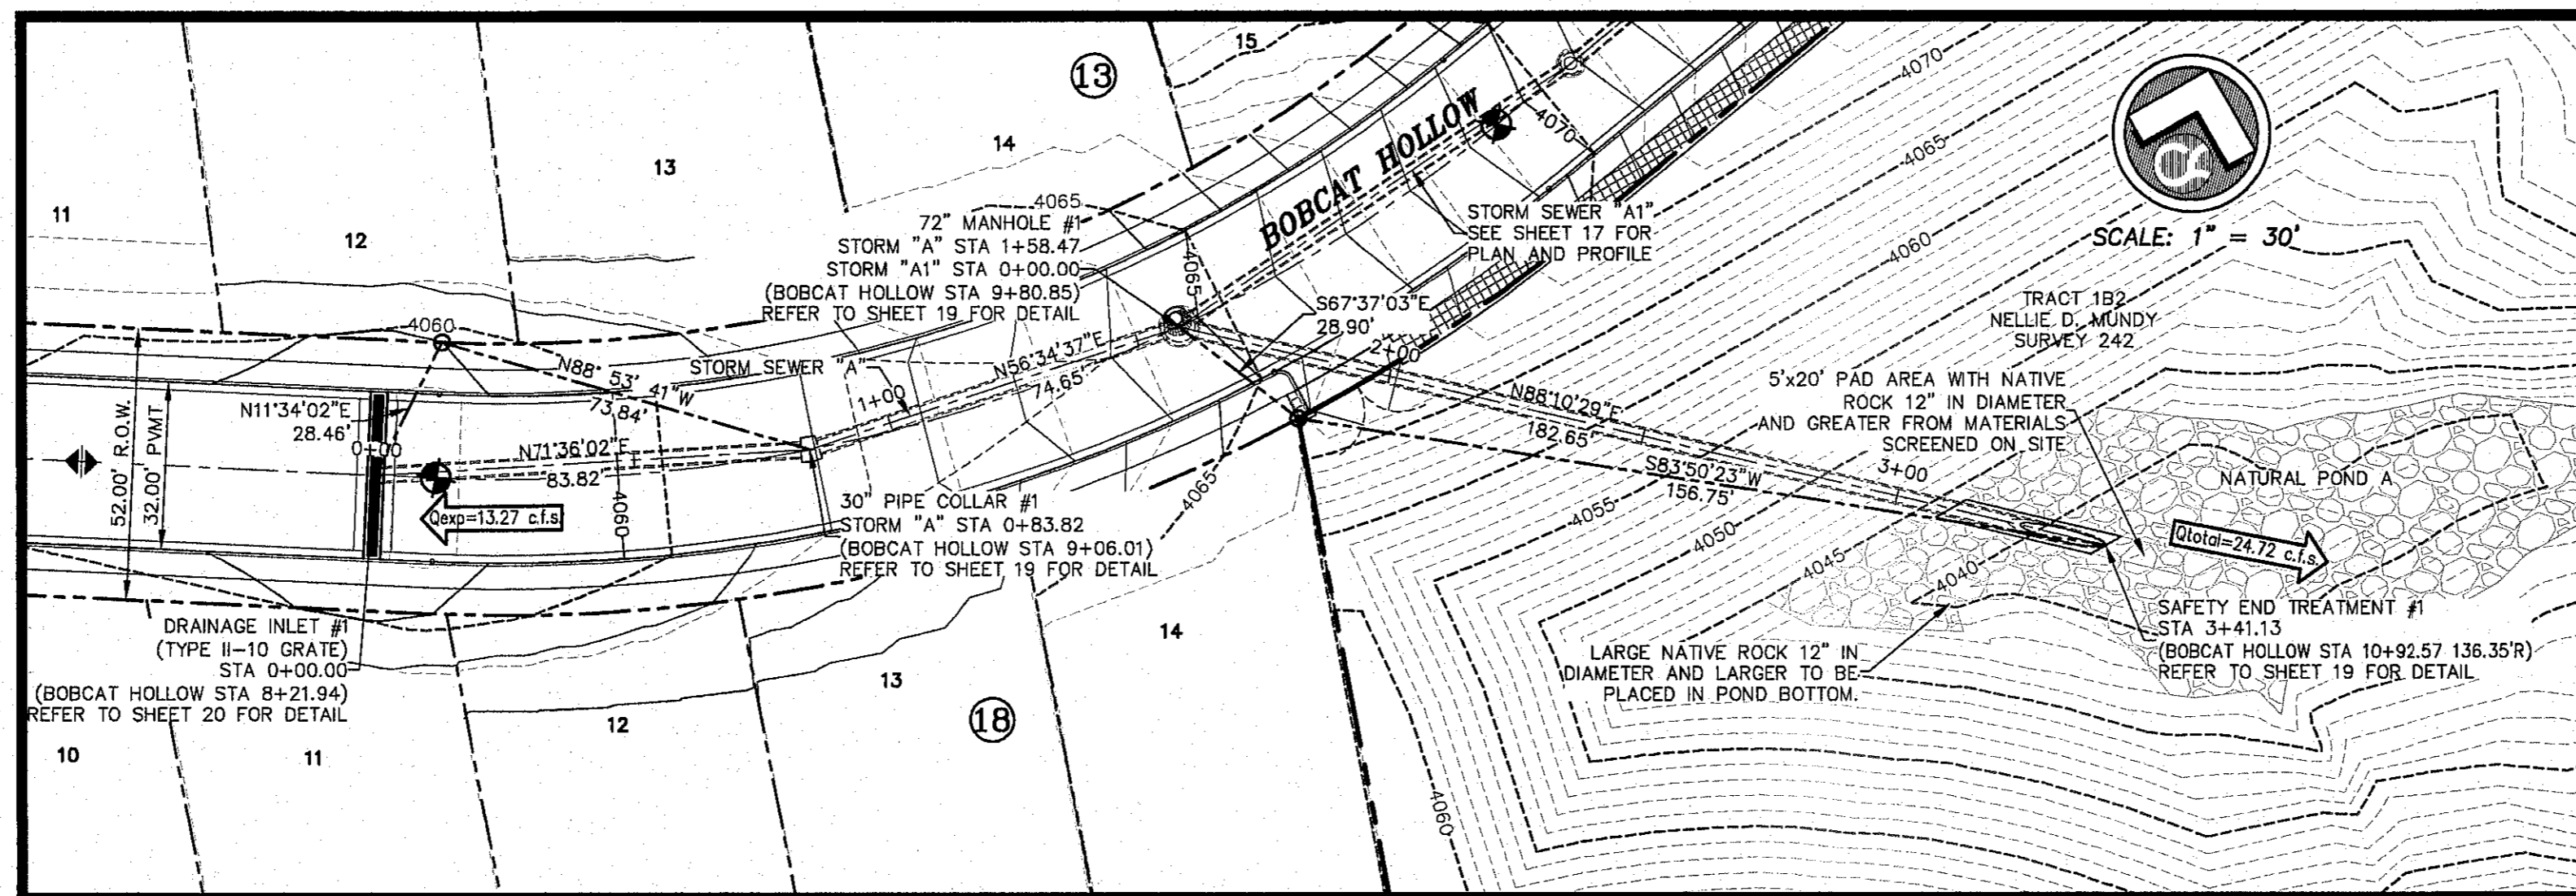 11
12
13
13
14
15
BOBCAT HOLLOW
4070
4070
4065
4060
SCALE: 1" = 30'
4065
72" MANHOLE #1
STORM "A" STA 1+58.47
STORM "A1" STA 0+00.00
(BOBCAT HOLLOW STA 9+80.85)
REFER TO SHEET 19 FOR DETAIL
4065
STORM SEWER "A1"
SEE SHEET 17 FOR
PLAN AND PROFILE
S67°37'03"E
28.90'
TRACT 1B2
NELLIE D. MUNDY
SURVEY 242
4060
STORM SEWER "A"
N88° 53' 41"W
73.84'
N56°34'37"E
74.65'
1+00
2+00
N88°10'29"E
182.65'
5'x20' PAD AREA WITH NATIVE
ROCK 12" IN DIAMETER
AND GREATER FROM MATERIALS
SCREENED ON SITE
N11°34'02"E
28.46'
0+00
52.00' R.O.W.
32.00' PVMT.
N71°36'02"E
83.82'
4060
Qexp=13.27 c.f.s.
S83°50'23"W
156.75'
3+00
NATURAL POND A
4065
4055
4050
4045
4040
Qtotal=24.72 c.f.s.
30" PIPE COLLAR #1
STORM "A" STA 0+83.82
(BOBCAT HOLLOW STA 9+06.01)
REFER TO SHEET 19 FOR DETAIL
DRAINAGE INLET #1
(TYPE II-10 GRATE)
STA 0+00.00
(BOBCAT HOLLOW STA 8+21.94)
REFER TO SHEET 20 FOR DETAIL
SAFETY END TREATMENT #1
STA 3+41.13
(BOBCAT HOLLOW STA 10+92.57 136.35'R)
REFER TO SHEET 19 FOR DETAIL
LARGE NATIVE ROCK 12" IN
DIAMETER AND LARGER TO BE
PLACED IN POND BOTTOM.
10
11
12
13
14
18
4060